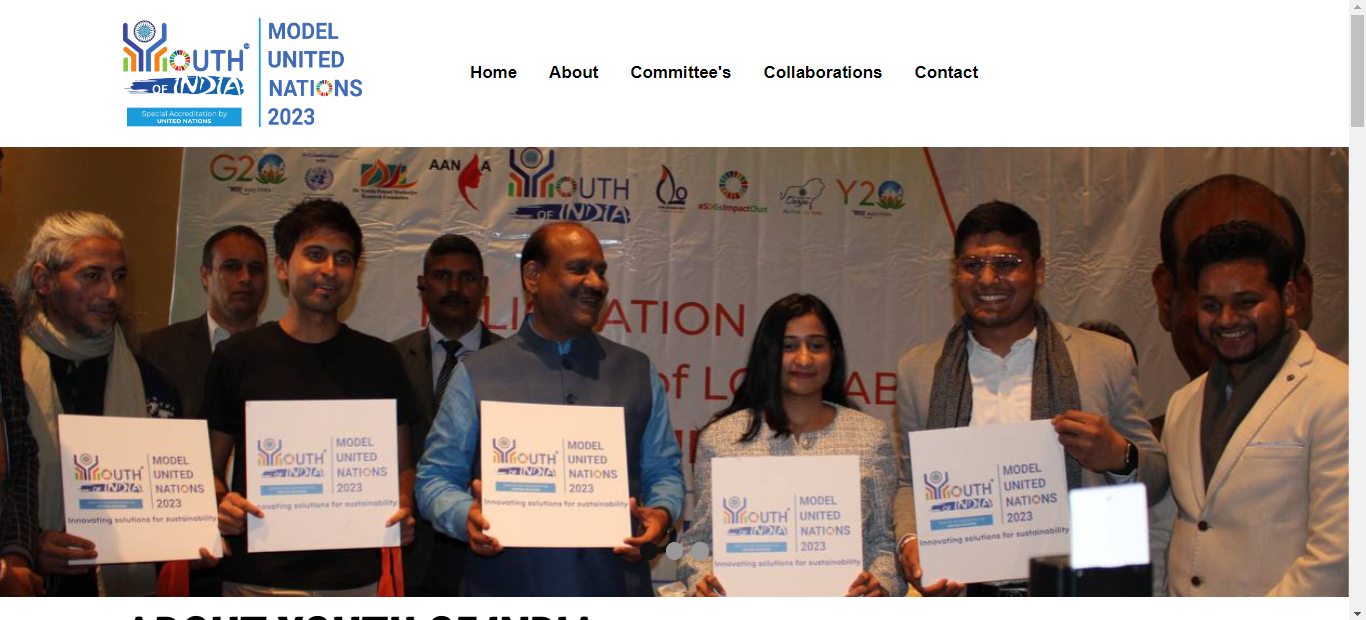 YOUTH
OF INDIA
Special Accreditation by
UNITED NATIONS
MODEL
UNITED
NATIONS
2023
Home
About
Committee's
Collaborations
Contact
G20
AAN A
YOUTH
OF INDIA
#SDGsImpactChat
Y20
ATION
of LO AB
YOUTH
OF INDIA
MODEL
UNITED
NATIONS
2023
Innovating solutions for sustainability
YOUTH
OF INDIA
MODEL
UNITED
NATIONS
2023
nnovating solutions for sustainability
YOUTH
OF INDIA
MODEL
UNITED
NATIONS
2023
Innovating solutions for sustainability
YOUTH
OF INDIA
MODEL
UNITED
NATIONS
2023
Innovating solutions for sustainability
YOUTH
OF INDIA
MODEL
UNITED
NATIONS
2023
Innovating solutions for sustainability
ABOUT YOUTH OF INDIA